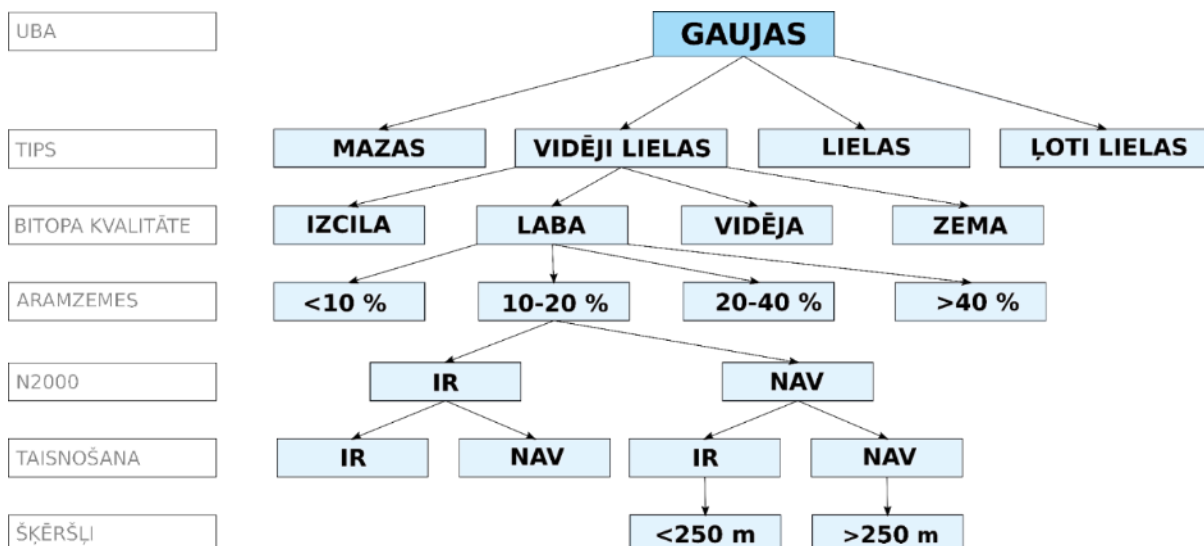 UBA
GAUJAS
TIPS
MAZAS
VIDĒJI LIELAS
LIELAS
ĻOTI LIELAS
BITOPA KVALITĀTE
IZCILA
LABA
VIDĒJA
ZEMA
ARAMZEMES
<10 %
10-20 %
20-40 %
>40 %
N2000
IR
NAV
TAISNOŠANA
IR
NAV
IR
NAV
ŠĶĒRŠĻI
<250 m
>250 m